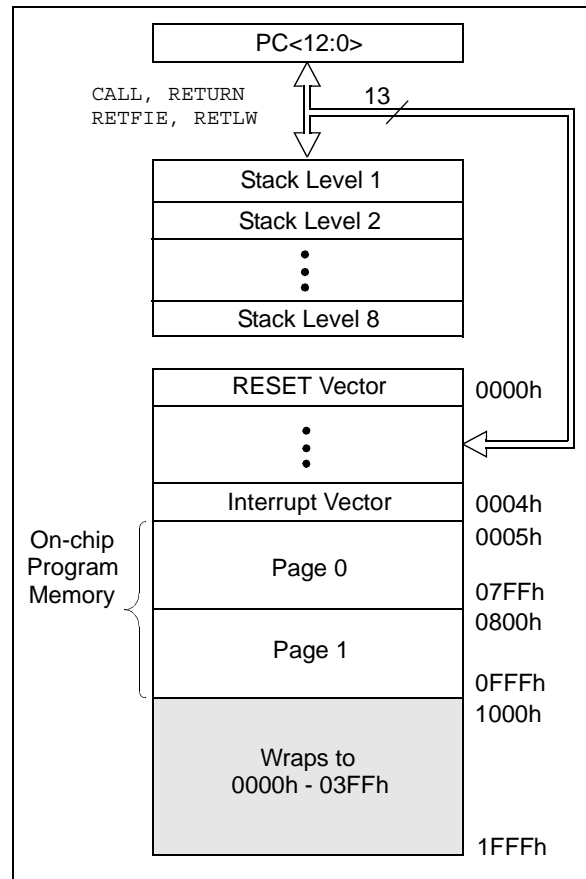 PC<12:0>
CALL, RETURN
RETFIE, RETLW
13
Stack Level 1
Stack Level 2
Stack Level 8
RESET Vector
0000h
Interrupt Vector
0004h
On-chip
Program
Memory
0005h
Page 0
07FFh
0800h
Page 1
0FFFh
1000h
Wraps to
0000h - 03FFh
1FFFh